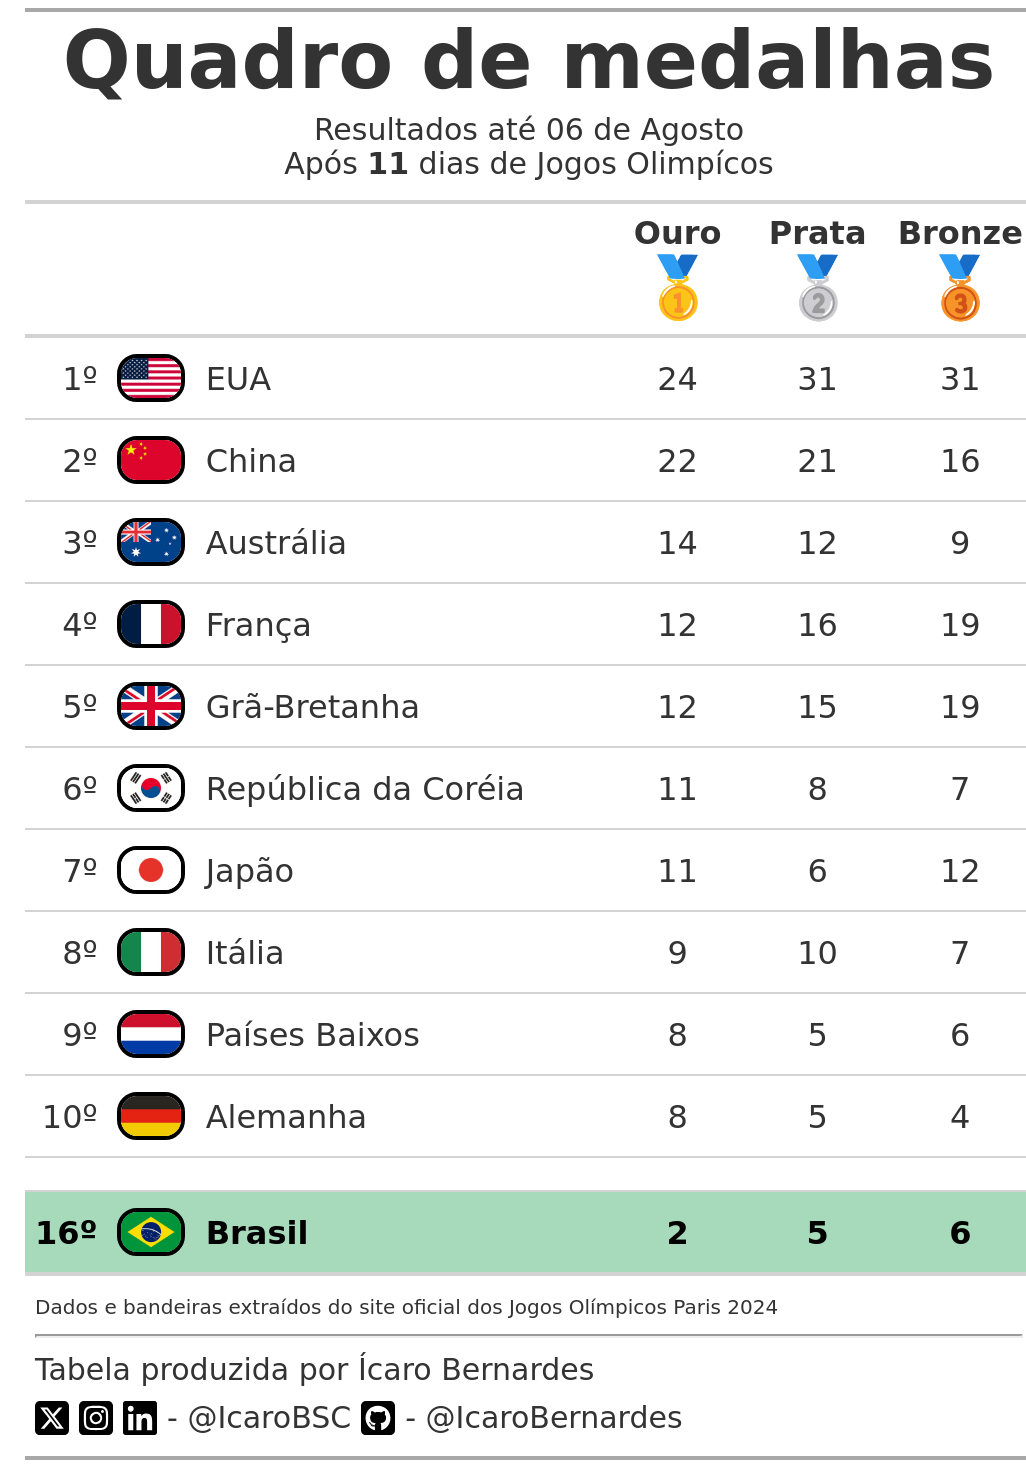 Quadro de medalhas
Resultados até 06 de Agosto
Após 11 dias de Jogos Olimpícos
Ouro Prata Bronze
1 2 3
1º EUA 24 31 31
2º China 22 21 16
3º Austrália 14 12 9
4º França 12 16 19
5º Grã-Bretanha 12 15 19
6º República da Coréia 11 8 7
7º Japão 11 6 12
8º Itália 9 10 7
9º Países Baixos 8 5 6
10º Alemanha 8 5 4
16º Brasil 2 5 6
Dados e bandeiras extraídos do site oficial dos Jogos Olímpicos Paris 2024
Tabela produzida por Ícaro Bernardes
- @IcaroBSC - @IcaroBernardes